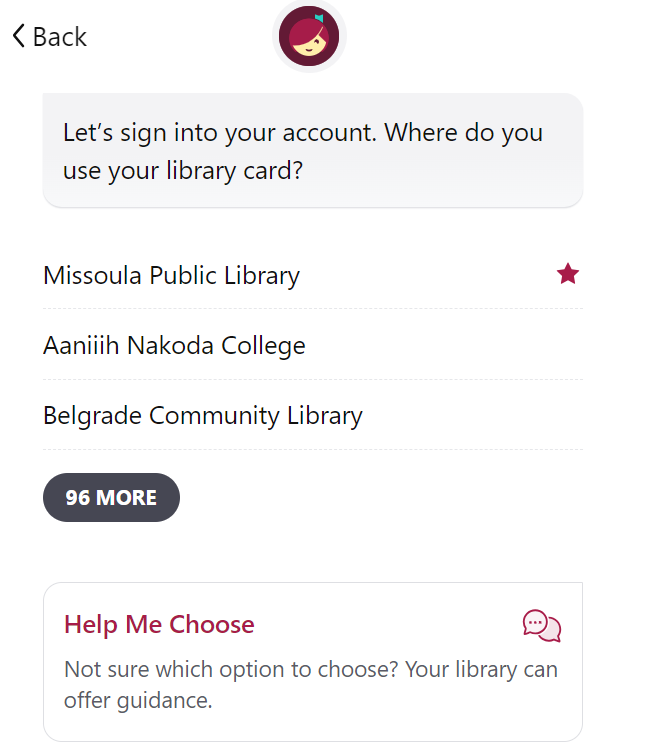 Back
Let’s sign into your account. Where do you
use your library card?
Missoula Public Library
Aaniiih Nakoda College
Belgrade Community Library
96 MORE
Help Me Choose
Not sure which option to choose? Your library can
offer guidance.